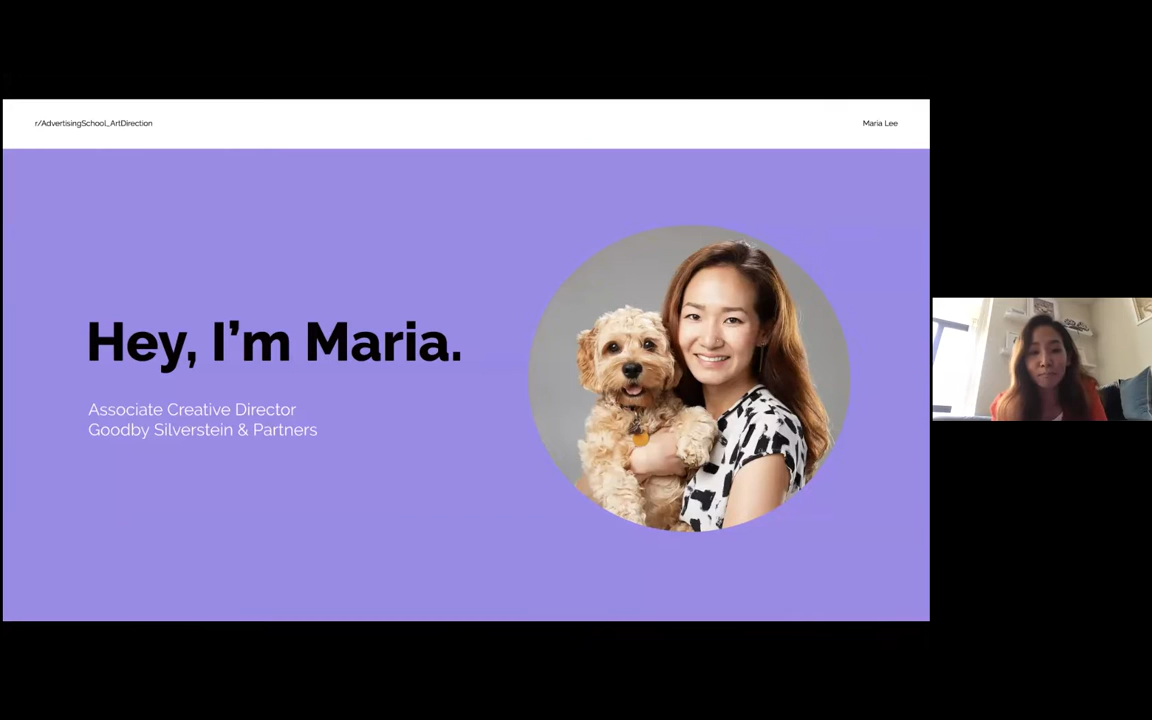 r/AdvertisingSchool_ArtDirection
Maria Lee
Hey, I’m Maria.
Associate Creative Director
Goodby Silverstein & Partners